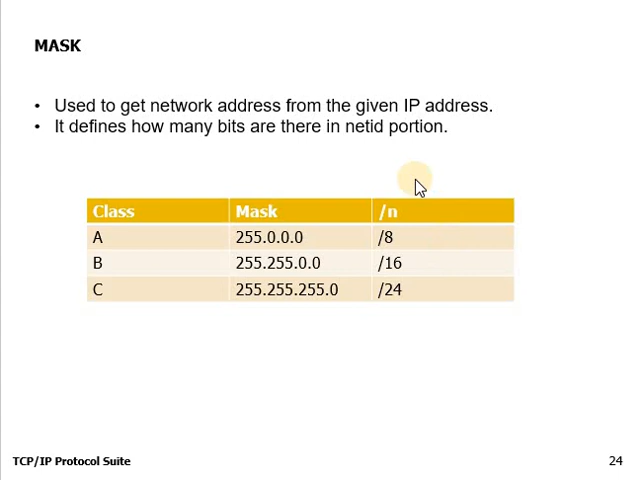 MASK
• Used to get network address from the given IP address.
• It defines how many bits are there in netid portion.
Class Mask /n
A 255.0.0.0 /8
B 255.255.0.0 /16
C 255.255.255.0 /24
TCP/IP Protocol Suite 24